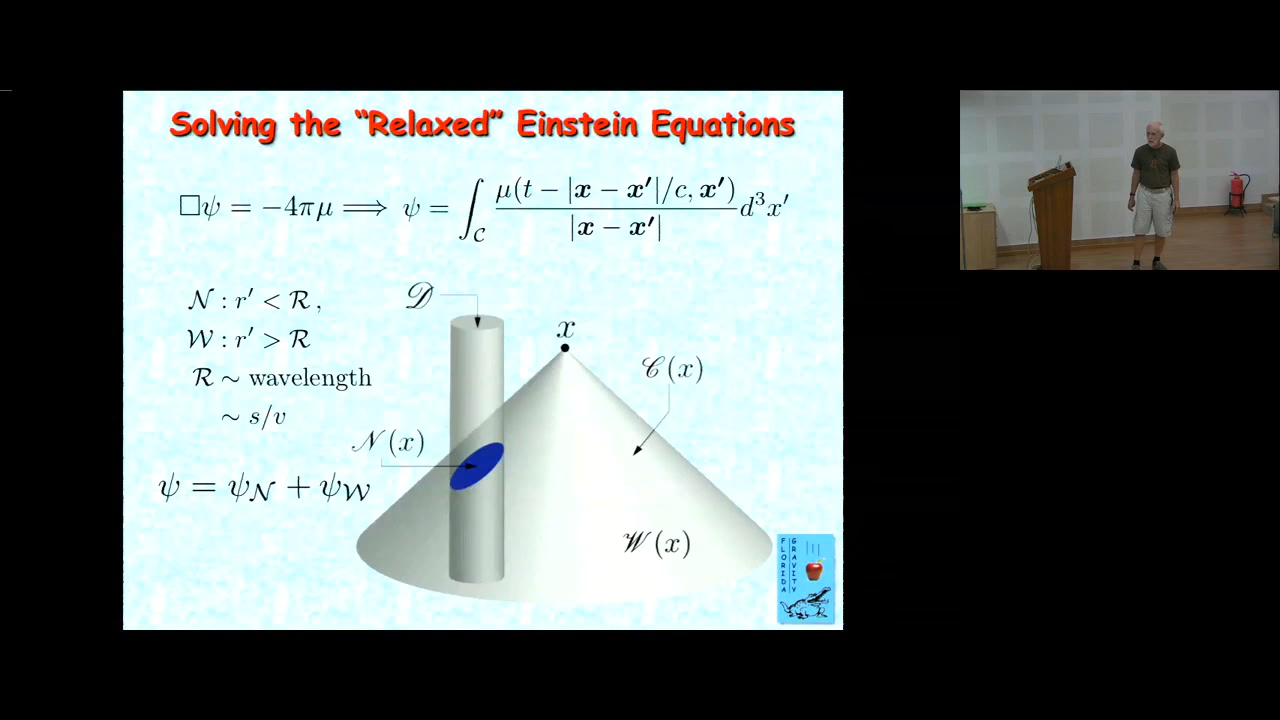 Solving the “Relaxed” Einstein Equations
□ψ = −4πμ ⟹ ψ = ∫_𝒞 μ(t − |x − x′|/c, x′) / |x − x′| d³x′
𝒩 : r′ < ℛ ,
𝒲 : r′ > ℛ
ℛ ∼ wavelength
∼ s/v
ψ = ψ_𝒩 + ψ_𝒲
𝒟
x
𝒞(x)
𝒩(x)
𝒲(x)
FLORIDA
GRAVITY